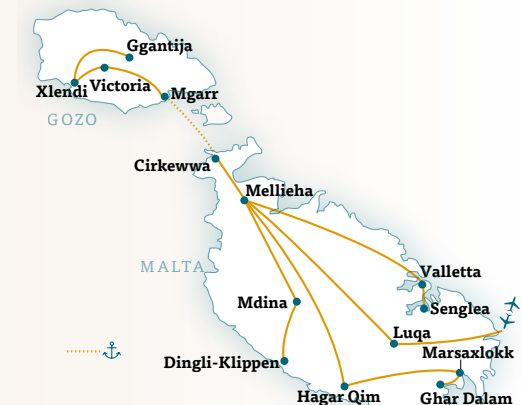 Ggantija
Xlendi
Victoria
Mgarr
GOZO
Cirkewwa
Mellieha
MALTA
Valletta
Mdina
Senglea
Luqa
Marsaxlokk
Dingli-Klippen
Hagar Qim
Ghar Dalam